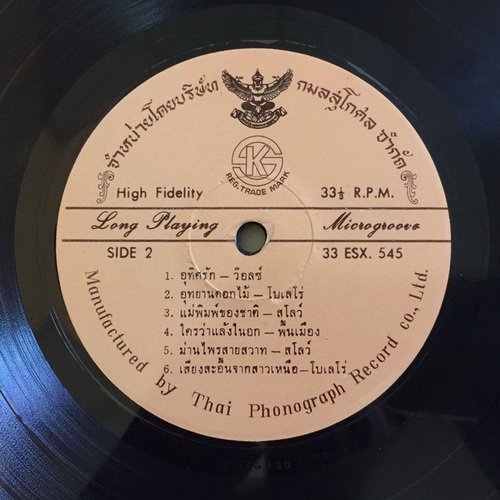 จำหน่ายโดยบริษัท กมลสุโกศล จำกัด
KS
REG. TRADE MARK
High Fidelity 33⅓ R.P.M.
Long Playing Microgroove
SIDE 2 33 ESX. 545
1. อุทิศรัก – วือลซ์
2. อุทยานดอกไม้ – โบเลโร่
3. แม่พิมพ์ของชาติ – สโลว์
4. ใครว่าแล้งในอก – พื้นเมือง
5. ม่านไพรสายสวาท – สโลว์
6. เสียงสะอื้นจากสาวเหนือ – โบเลโร่
Manufactured by Thai Phonograph Record co., Ltd.